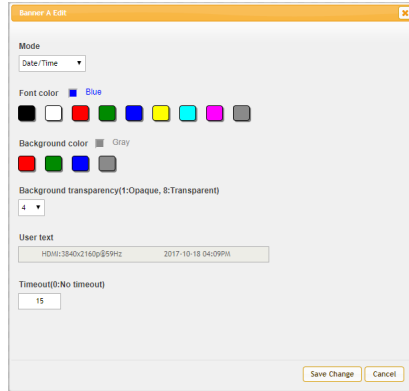 Banner A Edit
Mode
Date/Time
Font color Blue
Background color Gray
Background transparency(1:Opaque, 8:Transparent)
4
User text
HDMI:3840x2160p@59Hz 2017-10-18 04:09PM
Timeout(0:No timeout)
15
Save Change Cancel